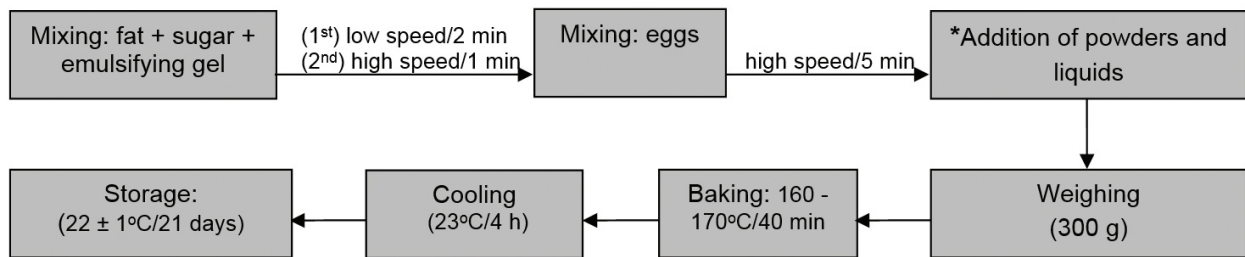 Mixing: fat + sugar +
emulsifying gel
(1st) low speed/2 min
(2nd) high speed/1 min
Mixing: eggs
high speed/5 min
*Addition of powders and
liquids
Weighing
(300 g)
Baking: 160 -
170ºC/40 min
Cooling
(23ºC/4 h)
Storage:
(22 ± 1ºC/21 days)